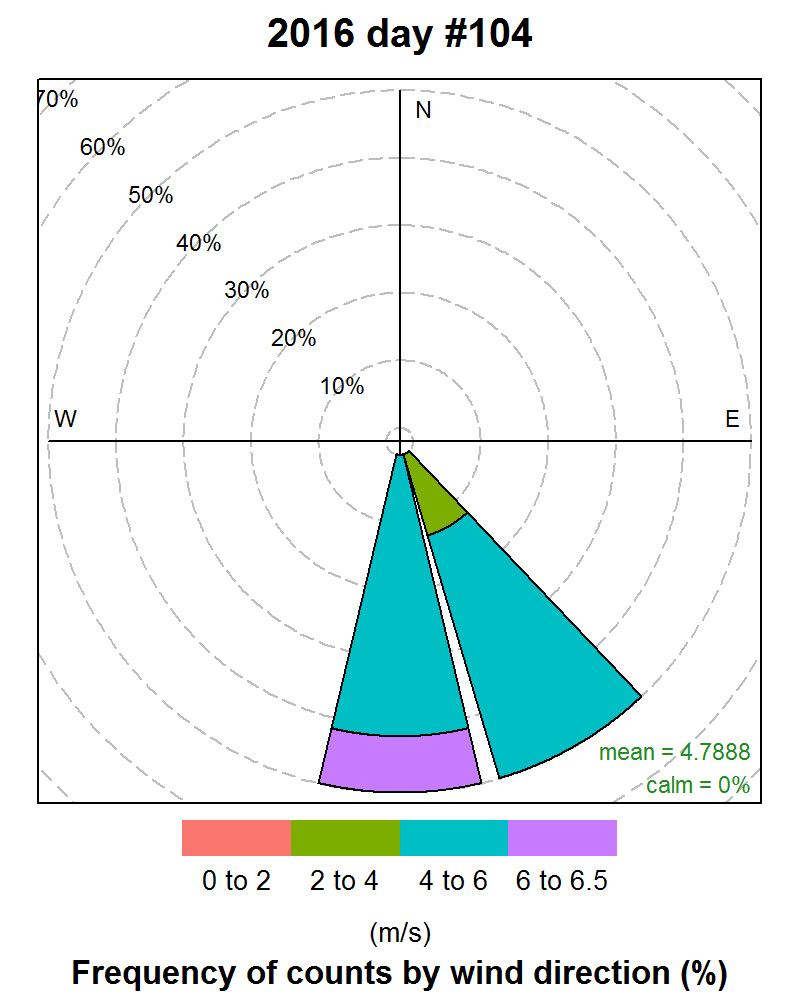 2016 day #104
70%
N
60%
50%
40%
30%
20%
10%
W
E
mean = 4.7888
calm = 0%
0 to 2 2 to 4 4 to 6 6 to 6.5
(m/s)
Frequency of counts by wind direction (%)